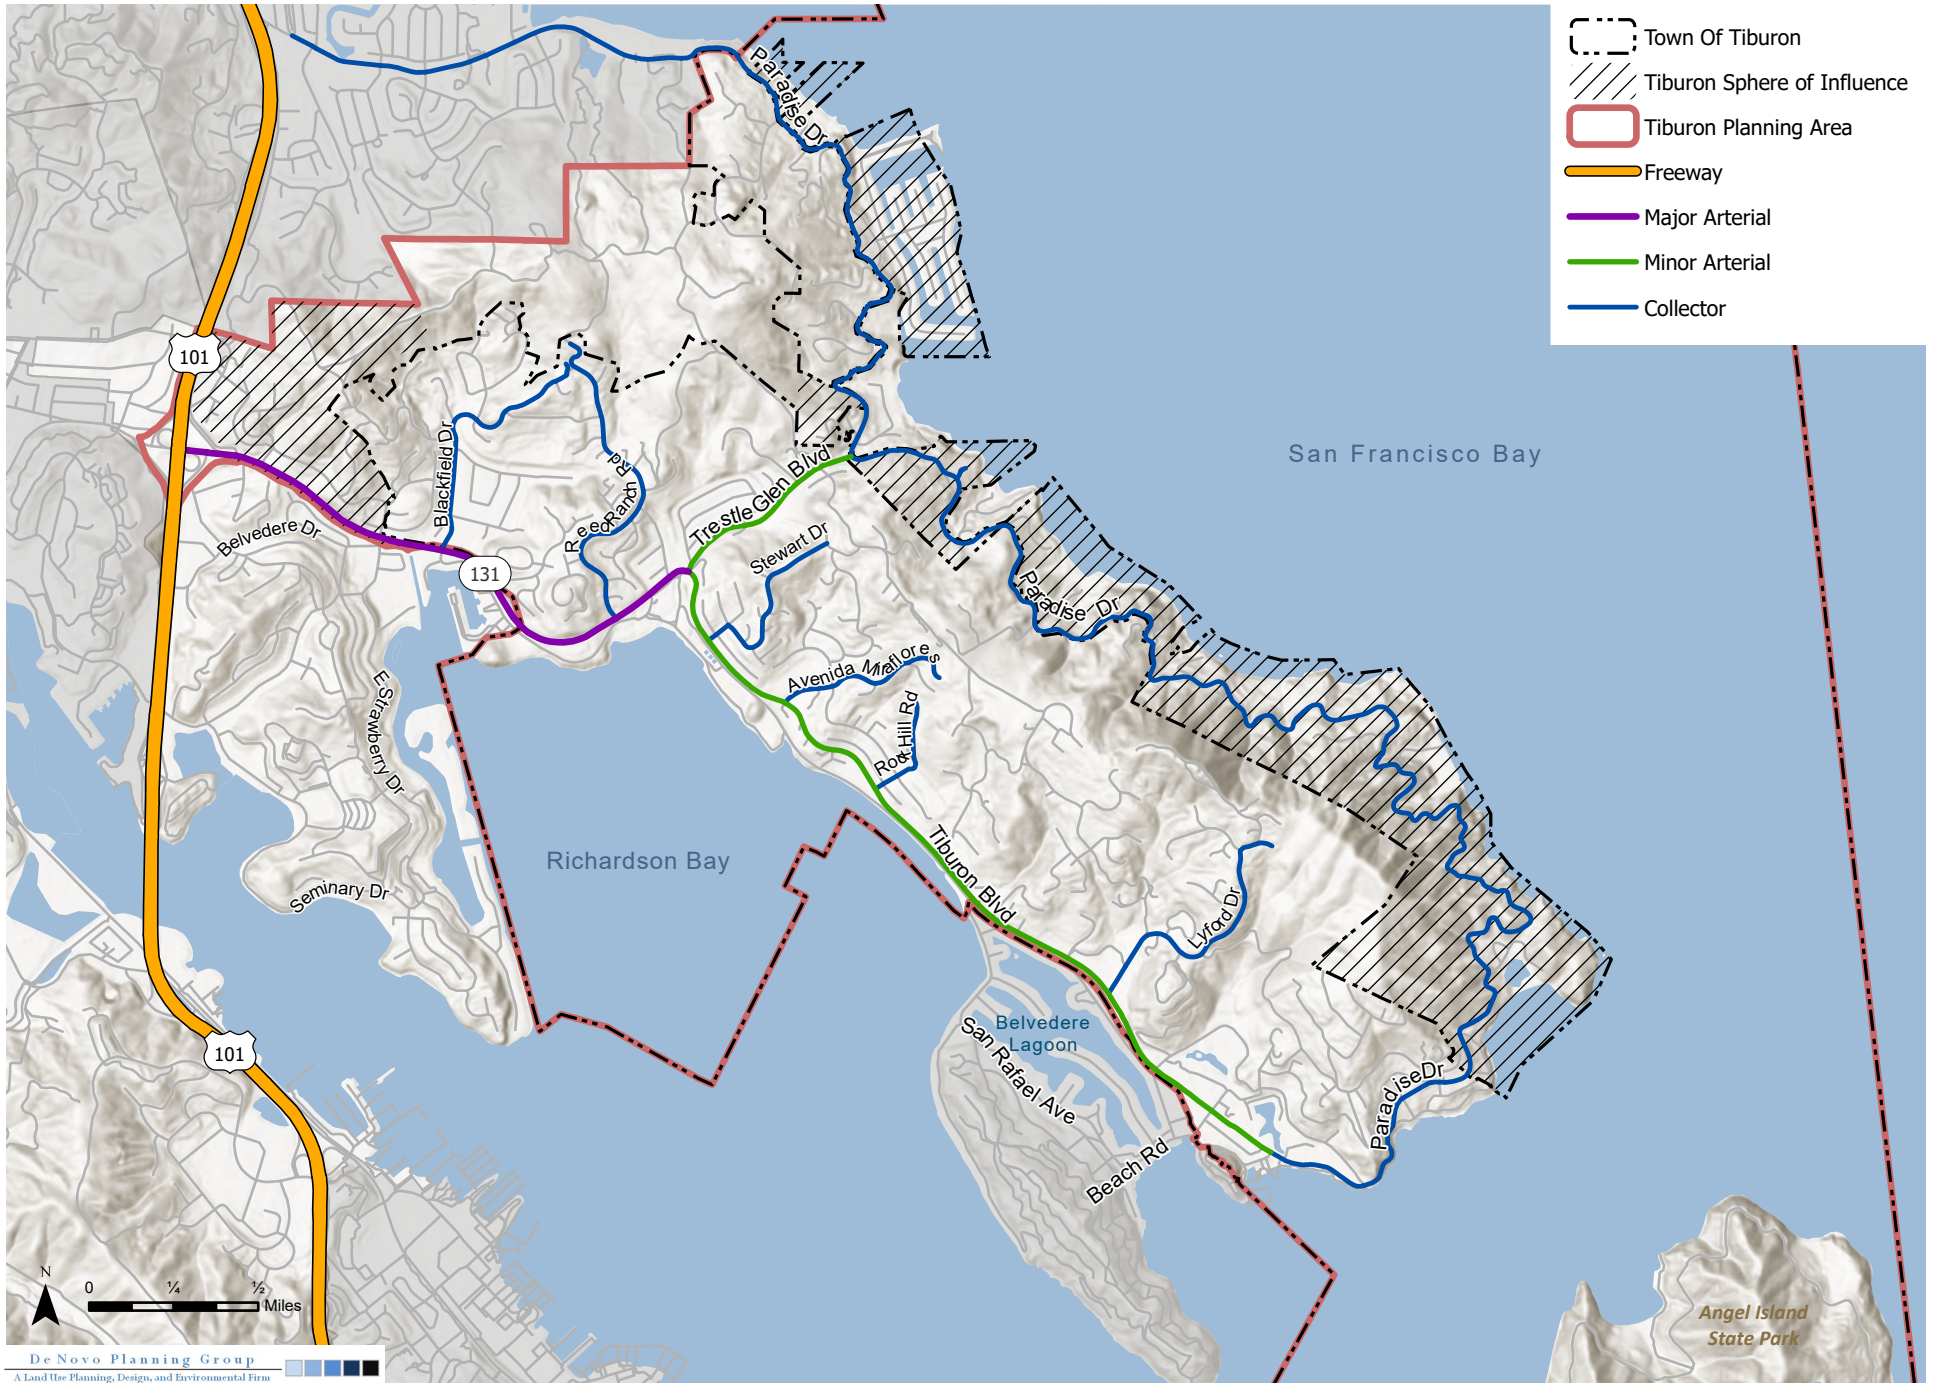 Town Of Tiburon
Tiburon Sphere of Influence
Tiburon Planning Area
Freeway
Major Arterial
Minor Arterial
Collector
Paradise Dr
101
Blackfield Dr
Reed Ranch Rd
Trestle Glen Blvd
San Francisco Bay
Belvedere Dr
131
Stewart Dr
Paradise Dr
Avenida Miraflores
E Strawberry Dr
Rock Hill Rd
Richardson Bay
Tiburon Blvd
Seminary Dr
Lyford Dr
Belvedere
Lagoon
San Rafael Ave
101
Paradise Dr
Beach Rd
N
0 ¼ ½
Miles
Angel Island
State Park
De Novo Planning Group
A Land Use Planning, Design, and Environmental Firm